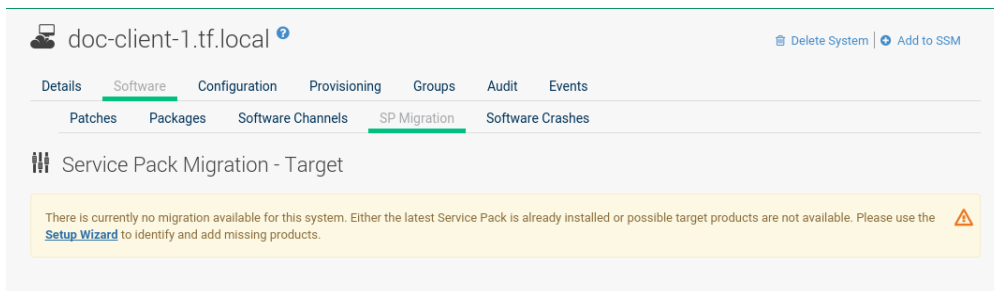 doc-client-1.tf.local ?
Delete System | Add to SSM
Details Software Configuration Provisioning Groups Audit Events
Patches Packages Software Channels SP Migration Software Crashes
Service Pack Migration - Target
There is currently no migration available for this system. Either the latest Service Pack is already installed or possible target products are not available. Please use the
Setup Wizard to identify and add missing products.